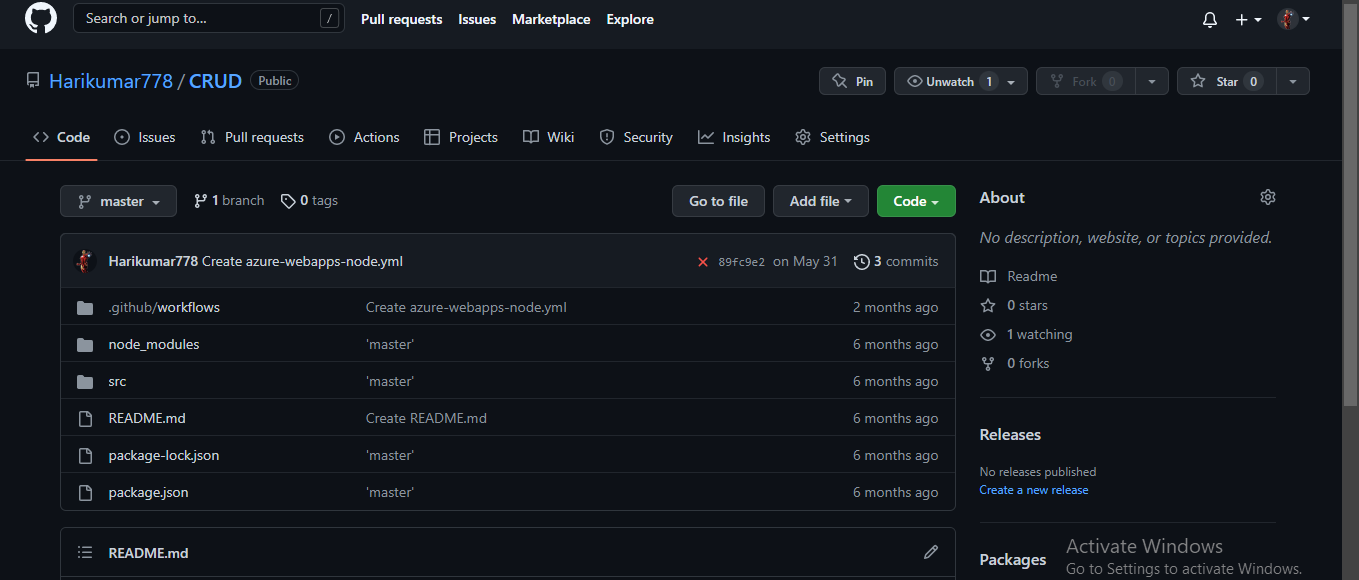 Search or jump to... / Pull requests Issues Marketplace Explore
Harikumar778 / CRUD Public Pin Unwatch 1 Fork 0 Star 0
Code Issues Pull requests Actions Projects Wiki Security Insights Settings
master 1 branch 0 tags Go to file Add file Code
Harikumar778 Create azure-webapps-node.yml 89fc9e2 on May 31 3 commits
.github/workflows Create azure-webapps-node.yml 2 months ago
node_modules 'master' 6 months ago
src 'master' 6 months ago
README.md Create README.md 6 months ago
package-lock.json 'master' 6 months ago
package.json 'master' 6 months ago
README.md
About
No description, website, or topics provided.
Readme
0 stars
1 watching
0 forks
Releases
No releases published
Create a new release
Packages
Activate Windows
Go to Settings to activate Windows.